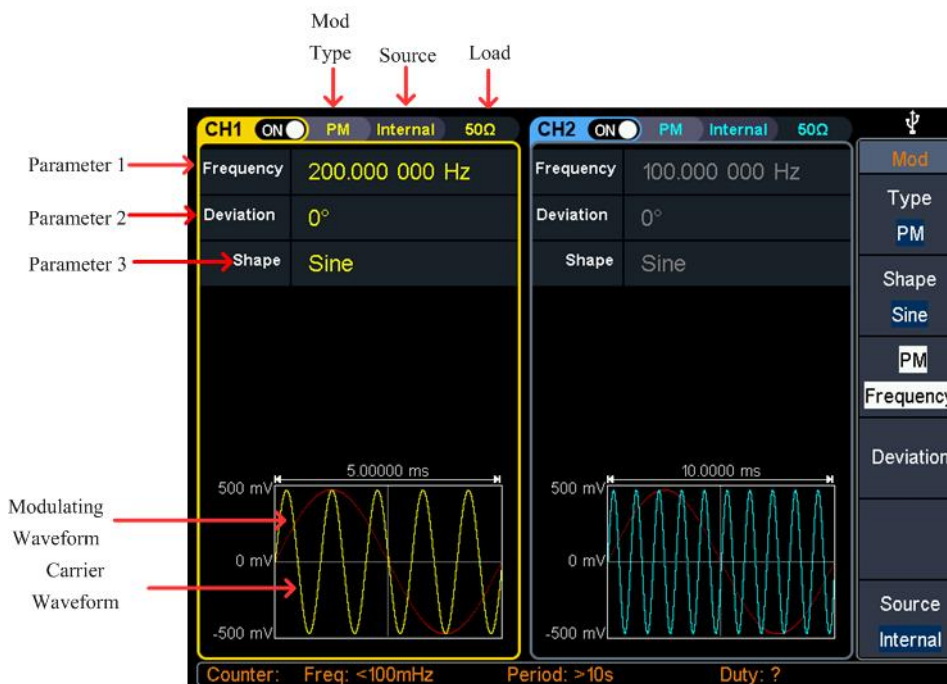 Mod
Type
Source
Load
CH1 ON PM Internal 50Ω
CH2 ON PM Internal 50Ω
Parameter 1
Frequency 200.000 000 Hz
Frequency 100.000 000 Hz
Parameter 2
Deviation 0°
Deviation 0°
Parameter 3
Shape Sine
Shape Sine
Mod
Type
PM
Shape
Sine
PM
Frequency
Deviation
Source
Internal
5.00000 ms
500 mV
0 mV
-500 mV
10.0000 ms
500 mV
0 mV
-500 mV
Modulating
Waveform
Carrier
Waveform
Counter: Freq: <100mHz Period: >10s Duty: ?